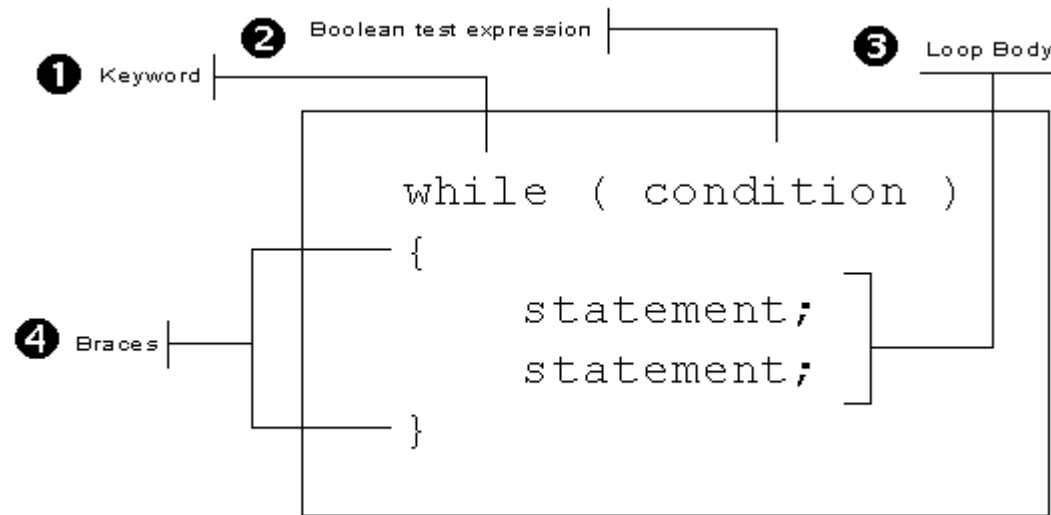 2 Boolean test expression
3 Loop Body
1 Keyword
while ( condition )
{
statement;
4 Braces
statement;
}